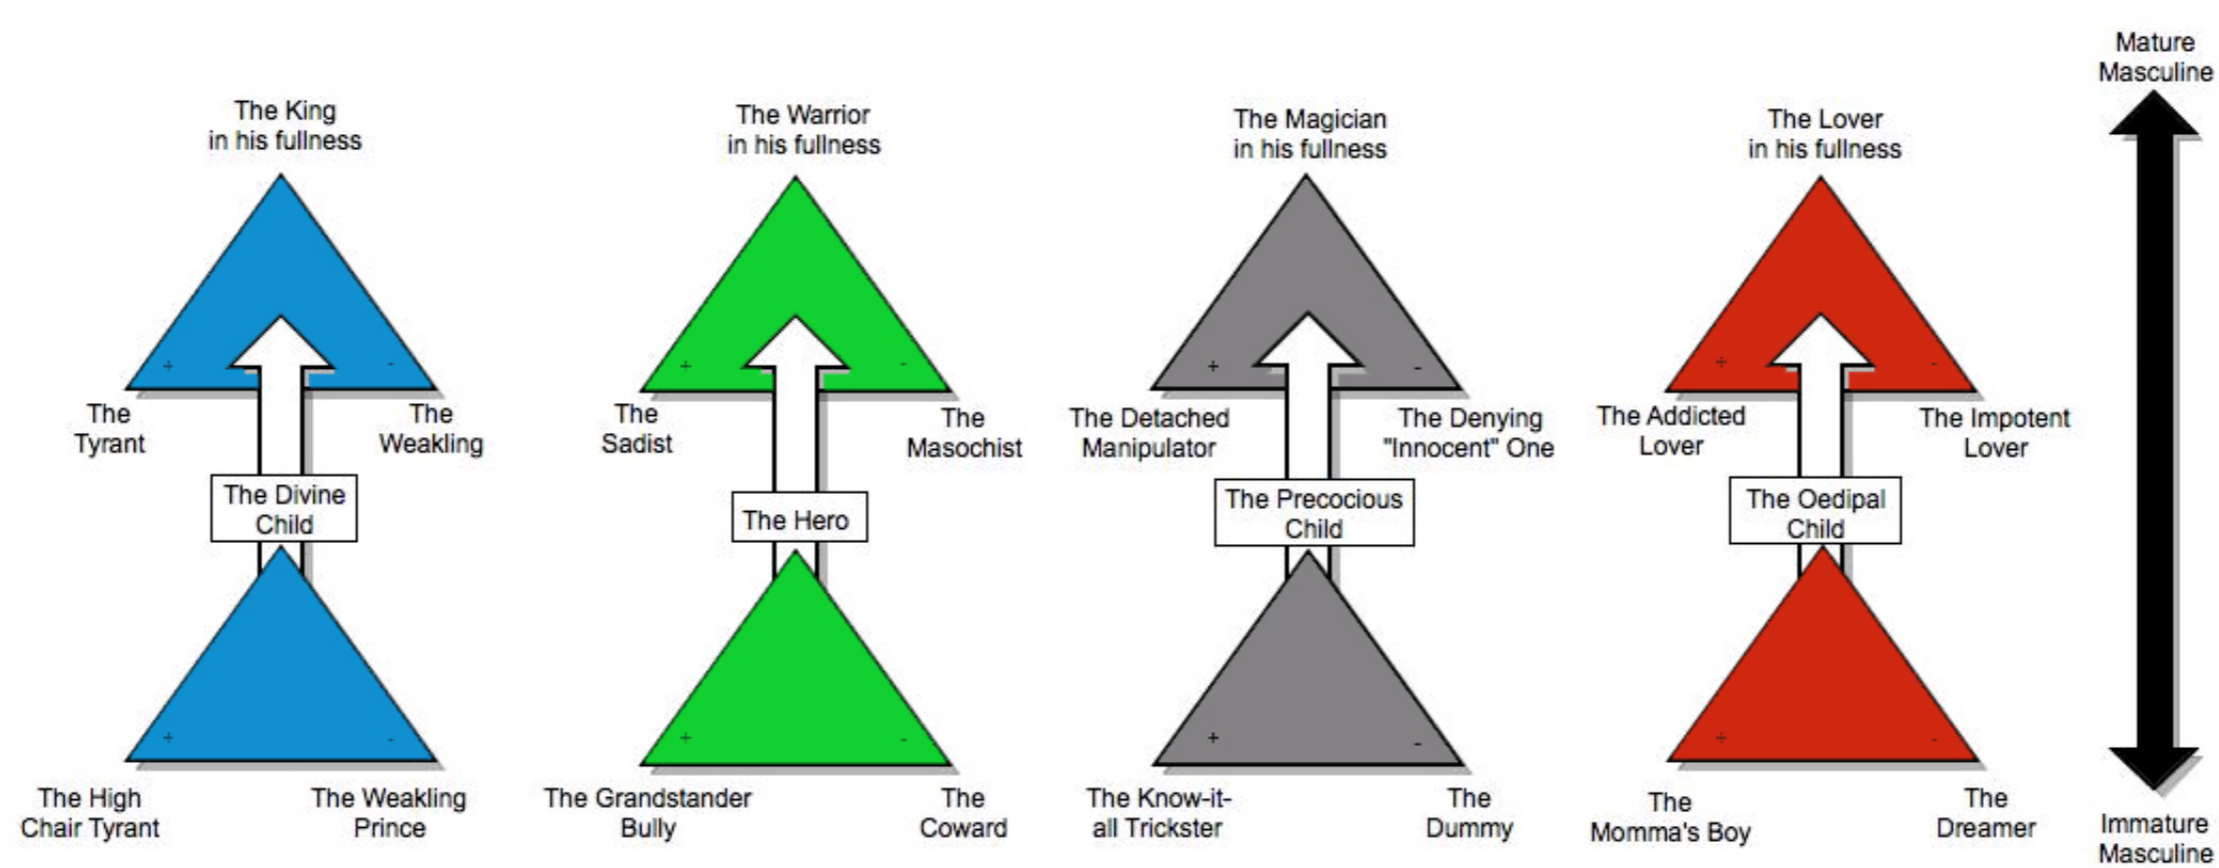 Mature
Masculine
The King
in his fullness
The Warrior
in his fullness
The Magician
in his fullness
The Lover
in his fullness
+
-
+
-
+
-
+
-
The
Tyrant
The
Weakling
The
Sadist
The
Masochist
The Detached
Manipulator
The Denying
"Innocent" One
The Addicted
Lover
The Impotent
Lover
The Divine
Child
The Hero
The Precocious
Child
The Oedipal
Child
+
-
+
-
+
-
+
-
The High
Chair Tyrant
The Weakling
Prince
The Grandstander
Bully
The
Coward
The Know-it-
all Trickster
The
Dummy
The
Momma's Boy
The
Dreamer
Immature
Masculine